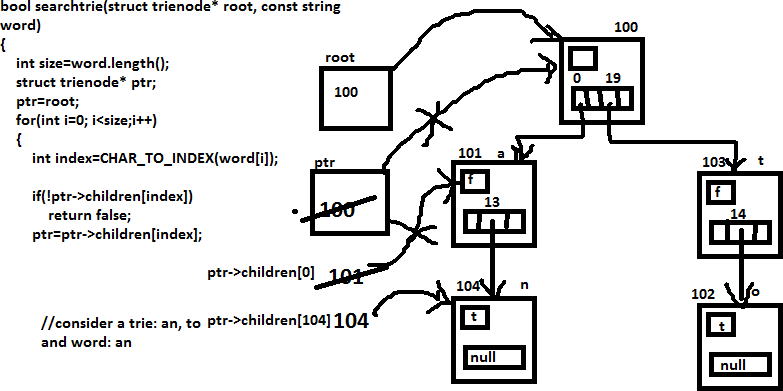 bool searchtrie(struct trienode* root, const string
word)
{
int size=word.length();
struct trienode* ptr;
ptr=root;
for(int i=0; i<size;i++)
{
int index=CHAR_TO_INDEX(word[i]);
if(!ptr->children[index])
return false;
ptr=ptr->children[index];
//consider a trie: an, to
and word: an
root
100
ptr
100
ptr->children[0] 101
ptr->children[104] 104
100
0 19
101 a
f
13
103 t
f
14
104 n
t
null
102 o
t
null